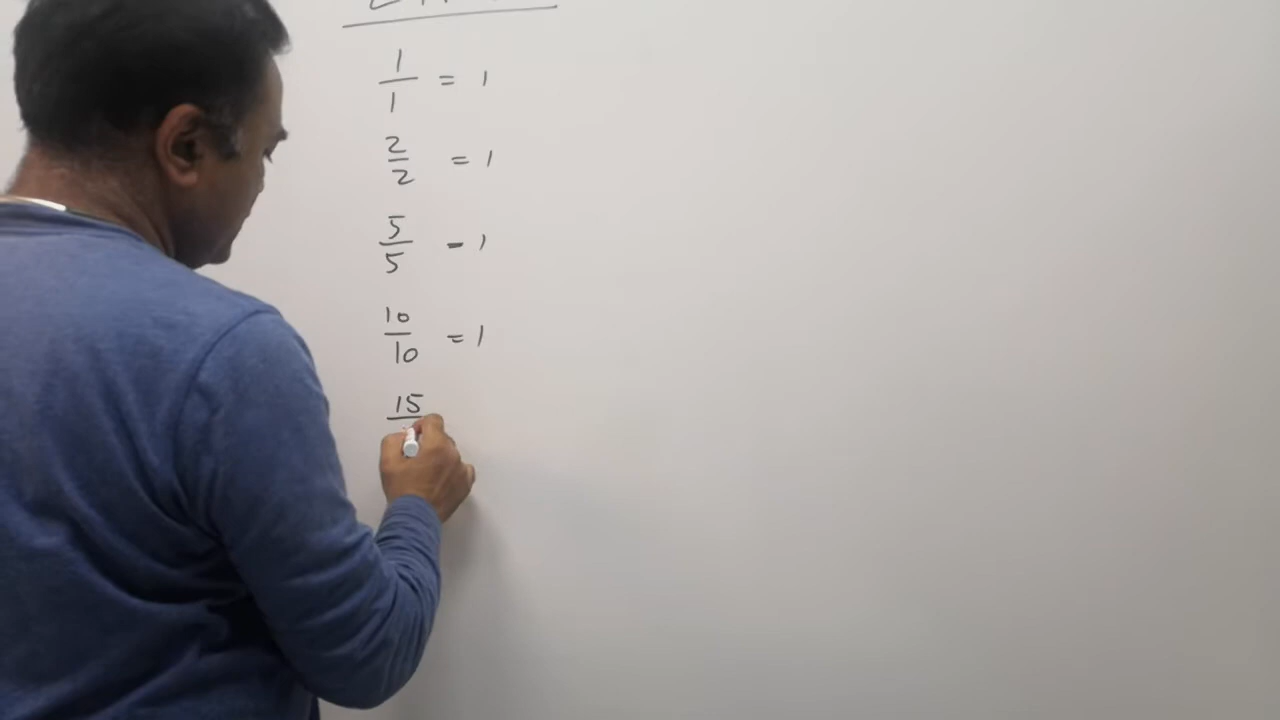 1/1 = 1
2/2 = 1
5/5 - 1
10/10 = 1
15